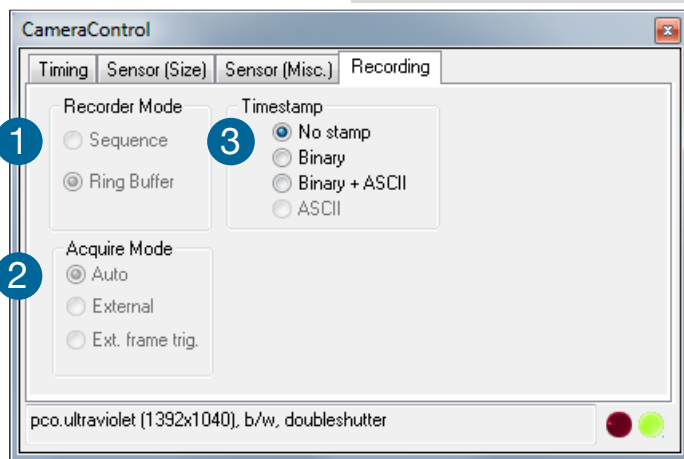 CameraControl
Timing Sensor (Size) Sensor (Misc.) Recording
Recorder Mode
1
Sequence
Ring Buffer
Timestamp
3
No stamp
Binary
Binary + ASCII
ASCII
Acquire Mode
2
Auto
External
Ext. frame trig.
pco.ultraviolet (1392x1040), b/w, doubleshutter